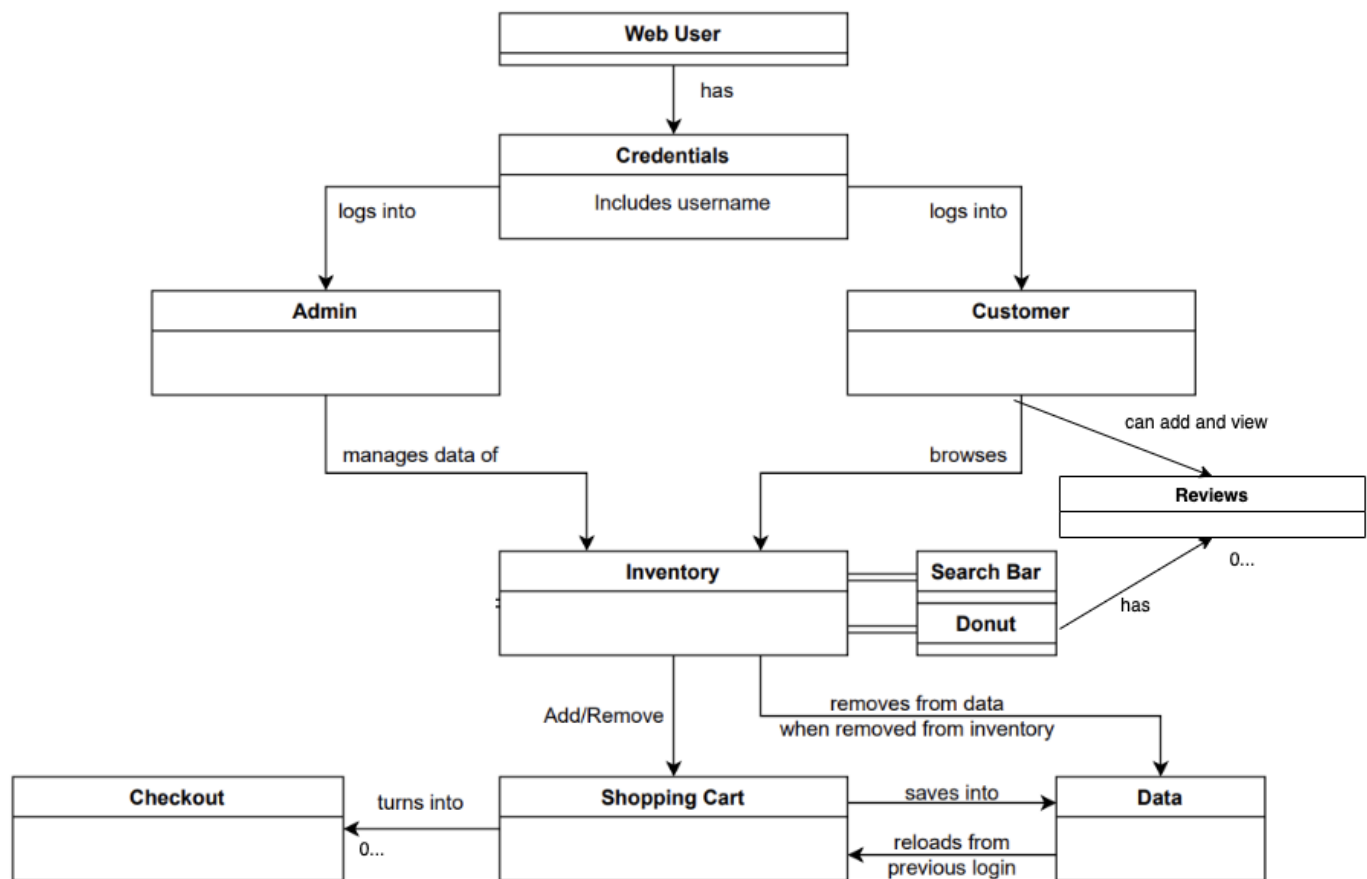 Web User
has
Credentials
Includes username
logs into
logs into
Admin
Customer
can add and view
manages data of
browses
Reviews
Inventory
Search Bar
0...
:
Donut
has
Add/Remove
removes from data
when removed from inventory
Checkout
turns into
0...
Shopping Cart
saves into
Data
reloads from
previous login